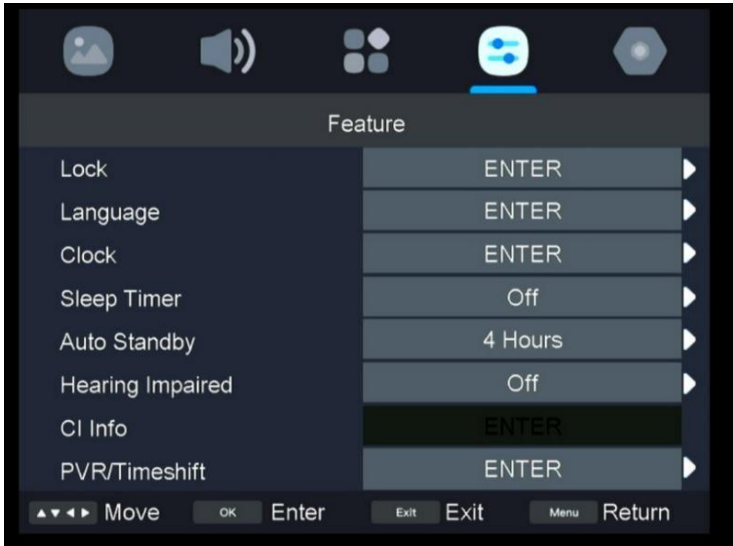 Feature
Lock ENTER
Language ENTER
Clock ENTER
Sleep Timer Off
Auto Standby 4 Hours
Hearing Impaired Off
CI Info ENTER
PVR/Timeshift ENTER
Move OK Enter Exit Exit Menu Return